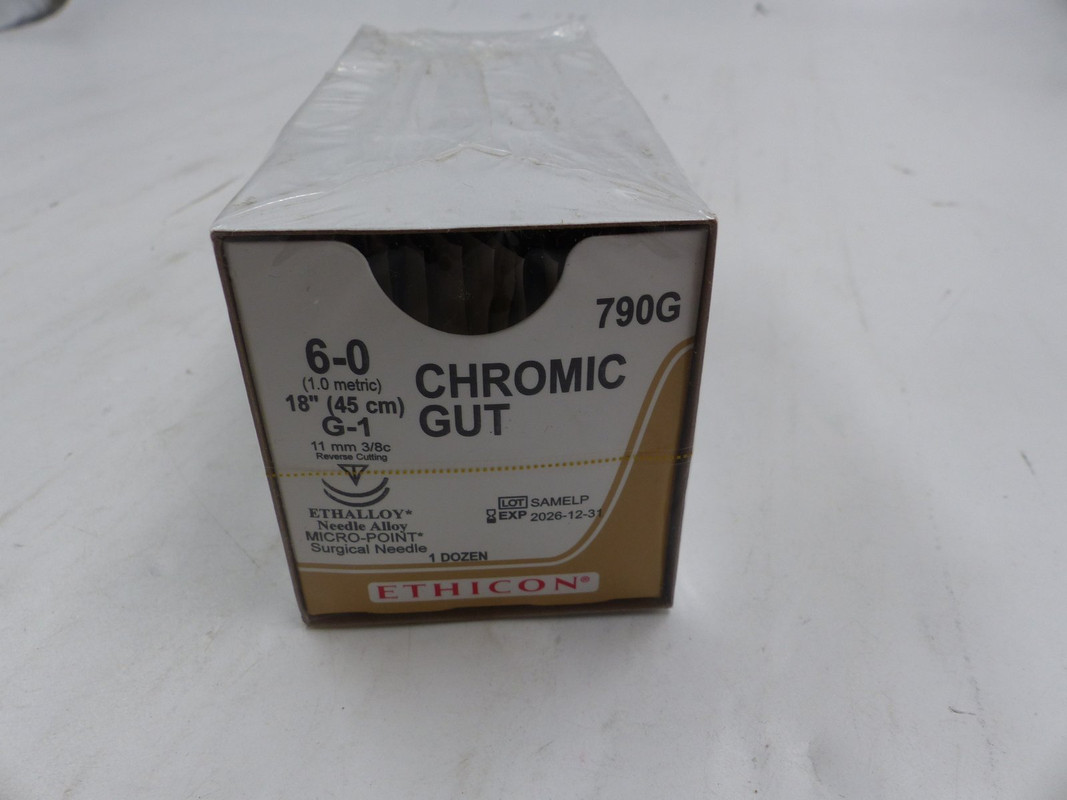 790G
6-0
(1.0 metric)
18" (45 cm)
G-1
11 mm 3/8c
Reverse Cutting
CHROMIC
GUT
ETHALLOY*
Needle Alloy
MICRO-POINT*
Surgical Needle
LOT SAMELP
EXP 2026-12-31
1 DOZEN
ETHICON®